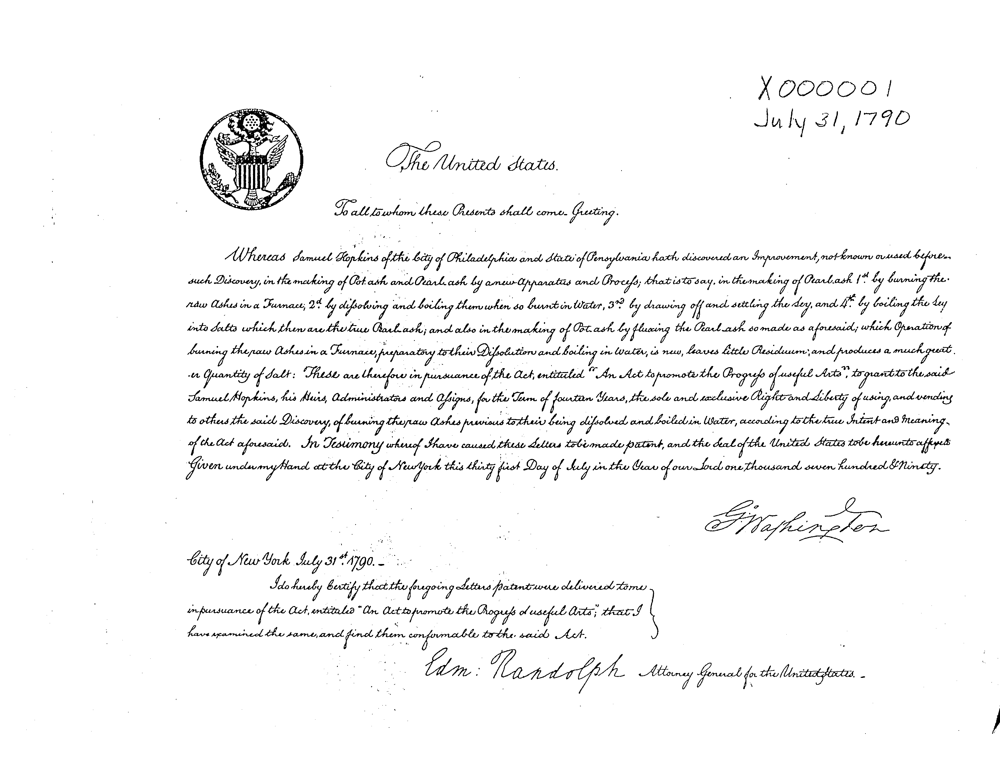 X000001
July 31, 1790
The United States.
To all to whom these Presents shall come. Greeting.
Whereas Samuel Hopkins of the City of Philadelphia and State of Pensylvania hath discovered an Improvement, not known or used before
such Discovery, in the making of Pot ash and Pearl ash by a new Apparatus and Process; that is to say, in the making of Pearl ash 1st. by burning the
raw Ashes in a Furnace, 2d. by dissolving and boiling them when so burnt in Water, 3rd. by drawing off and settling the Ley, and 4th. by boiling the Ley
into Salts which then are the true Pearl ash; and also in the making of Pot ash by fluxing the Pearl ash so made as aforesaid; which Operation of
burning the raw Ashes in a Furnace, preparatory to their Dissolution and boiling in Water, is new, leaves little Residuum; and produces a much great
-er Quantity of Salt: These are therefore in pursuance of the Act, entituled "An Act to promote the Progress of useful Arts", to grant to the said
Samuel Hopkins, his Heirs, Administrators and Assigns, for the Term of fourteen Years, the sole and exclusive Right and Liberty of using, and vending
to others the said Discovery, of burning the raw Ashes previous to their being dissolved and boiled in Water, according to the true Intent and Meaning
of the Act aforesaid. In Testimony whereof I have caused these Letters to be made patent, and the Seal of the United States to be hereunto affixed
Given under my Hand at the City of New York this thirty first Day of July in the Year of our Lord one thousand seven hundred & Ninety.
G. Washington
City of New York July 31st. 1790. -
I do hereby Certify that the foregoing Letters patent were delivered to me
in pursuance of the Act, entituled "An Act to promote the Progress of useful Arts"; that I
have examined the same, and find them conformable to the said Act.
Edm: Randolph Attorney General for the United States. -